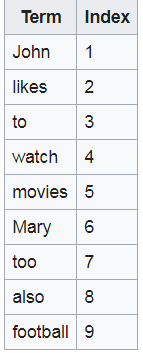 Term Index
John 1
likes 2
to 3
watch 4
movies 5
Mary 6
too 7
also 8
football 9